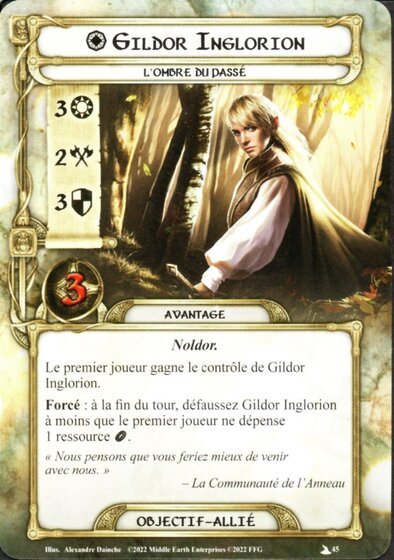 GILDOR INGLORION
L'OMBRE DU PASSÉ
3
2
3
3
AVANTAGE
Noldor.
Le premier joueur gagne le contrôle de Gildor
Inglorion.
Forcé : à la fin du tour, défaussez Gildor Inglorion
à moins que le premier joueur ne dépense
1 ressource .
« Nous pensons que vous feriez mieux de venir
avec nous. »
– La Communauté de l'Anneau
OBJECTIF-ALLIÉ
Illus. Alexandre Dainche ©2022 Middle Earth Enterprises ©2022 FFG 45